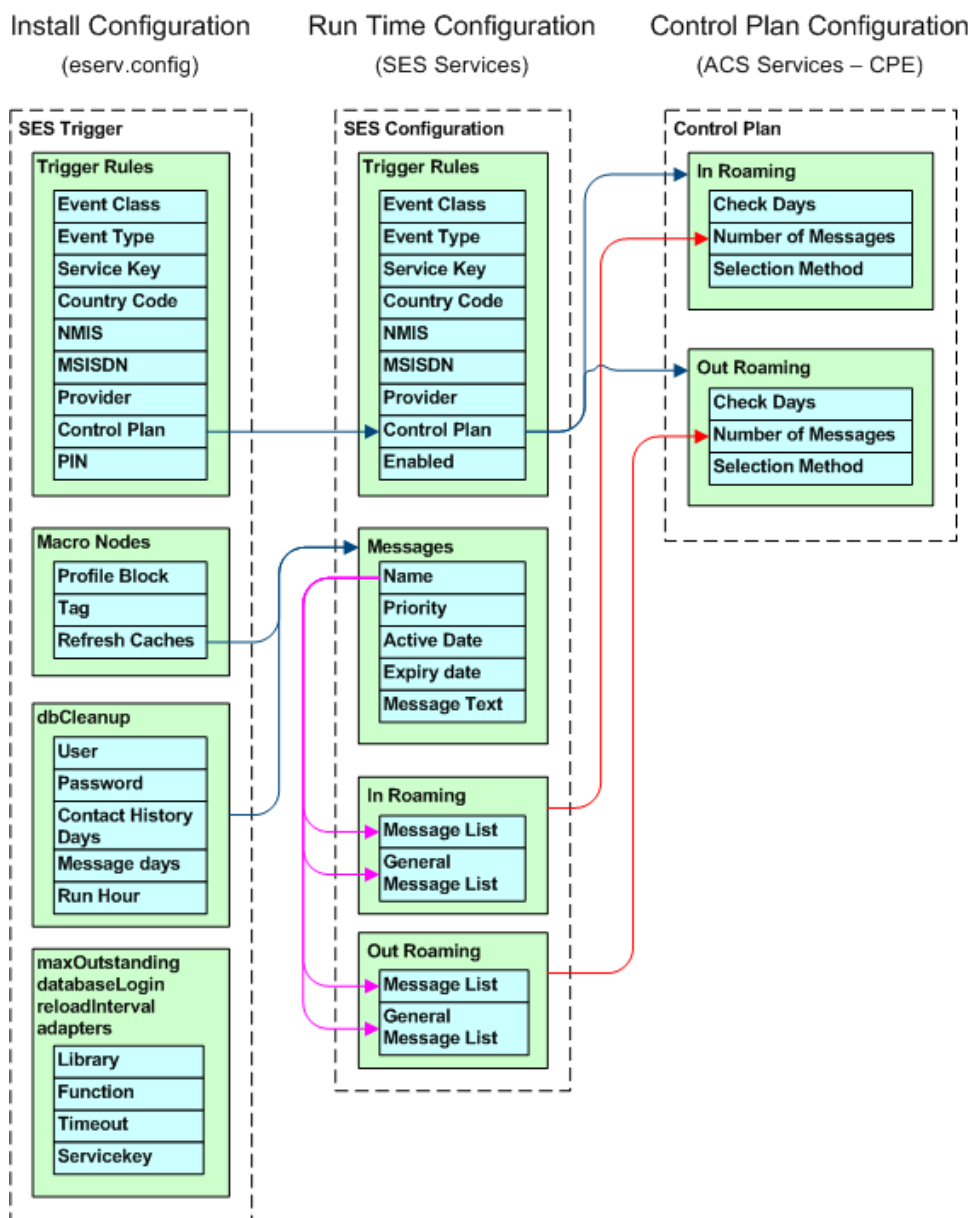 Install Configuration
(eserv.config)
Run Time Configuration
(SES Services)
Control Plan Configuration
(ACS Services – CPE)
SES Trigger
Trigger Rules
Event Class
Event Type
Service Key
Country Code
NMIS
MSISDN
Provider
Control Plan
PIN
Macro Nodes
Profile Block
Tag
Refresh Caches
dbCleanup
User
Password
Contact History
Days
Message days
Run Hour
maxOutstanding
databaseLogin
reloadInterval
adapters
Library
Function
Timeout
Servicekey
SES Configuration
Trigger Rules
Event Class
Event Type
Service Key
Country Code
NMIS
MSISDN
Provider
Control Plan
Enabled
Messages
Name
Priority
Active Date
Expiry date
Message Text
In Roaming
Message List
General
Message List
Out Roaming
Message List
General
Message List
Control Plan
In Roaming
Check Days
Number of Messages
Selection Method
Out Roaming
Check Days
Number of Messages
Selection Method